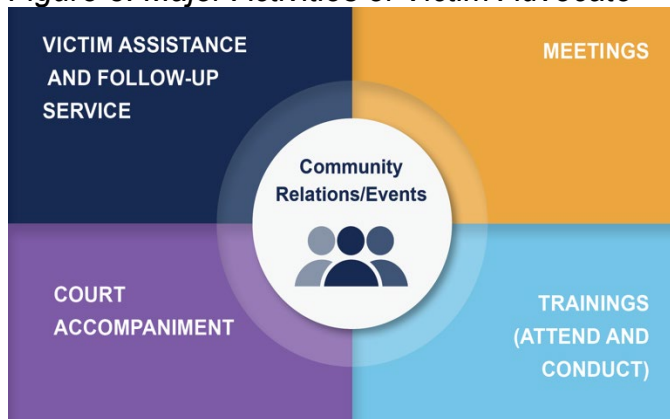 VICTIM ASSISTANCE
AND FOLLOW-UP
SERVICE
MEETINGS
Community
Relations/Events
COURT
ACCOMPANIMENT
TRAININGS
(ATTEND AND
CONDUCT)